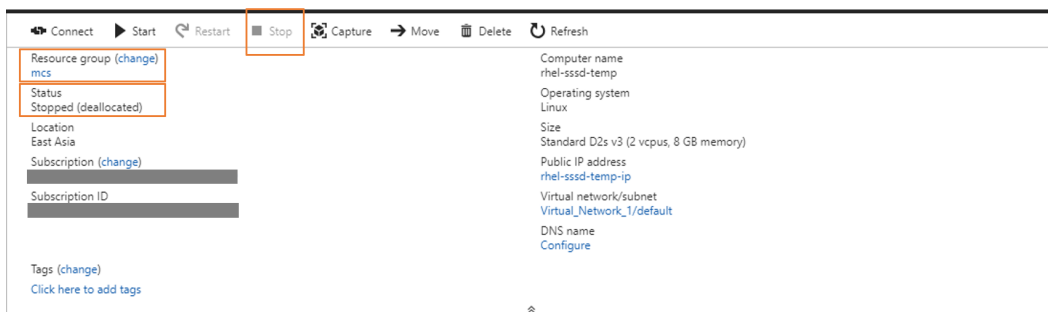 Connect Start Restart Stop Capture Move Delete Refresh
Resource group (change)
mcs
Status
Stopped (deallocated)
Location
East Asia
Subscription (change)
Subscription ID
Tags (change)
Click here to add tags
Computer name
rhel-sssd-temp
Operating system
Linux
Size
Standard D2s v3 (2 vcpus, 8 GB memory)
Public IP address
rhel-sssd-temp-ip
Virtual network/subnet
Virtual_Network_1/default
DNS name
Configure